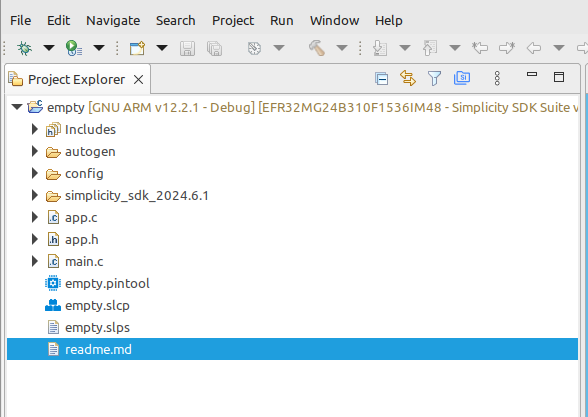 File Edit Navigate Search Project Run Window Help
Project Explorer
empty [GNU ARM v12.2.1 - Debug] [EFR32MG24B310F1536IM48 - Simplicity SDK Suite v
Includes
autogen
config
simplicity_sdk_2024.6.1
.c app.c
.h app.h
.c main.c
empty.pintool
empty.slcp
empty.slps
readme.md